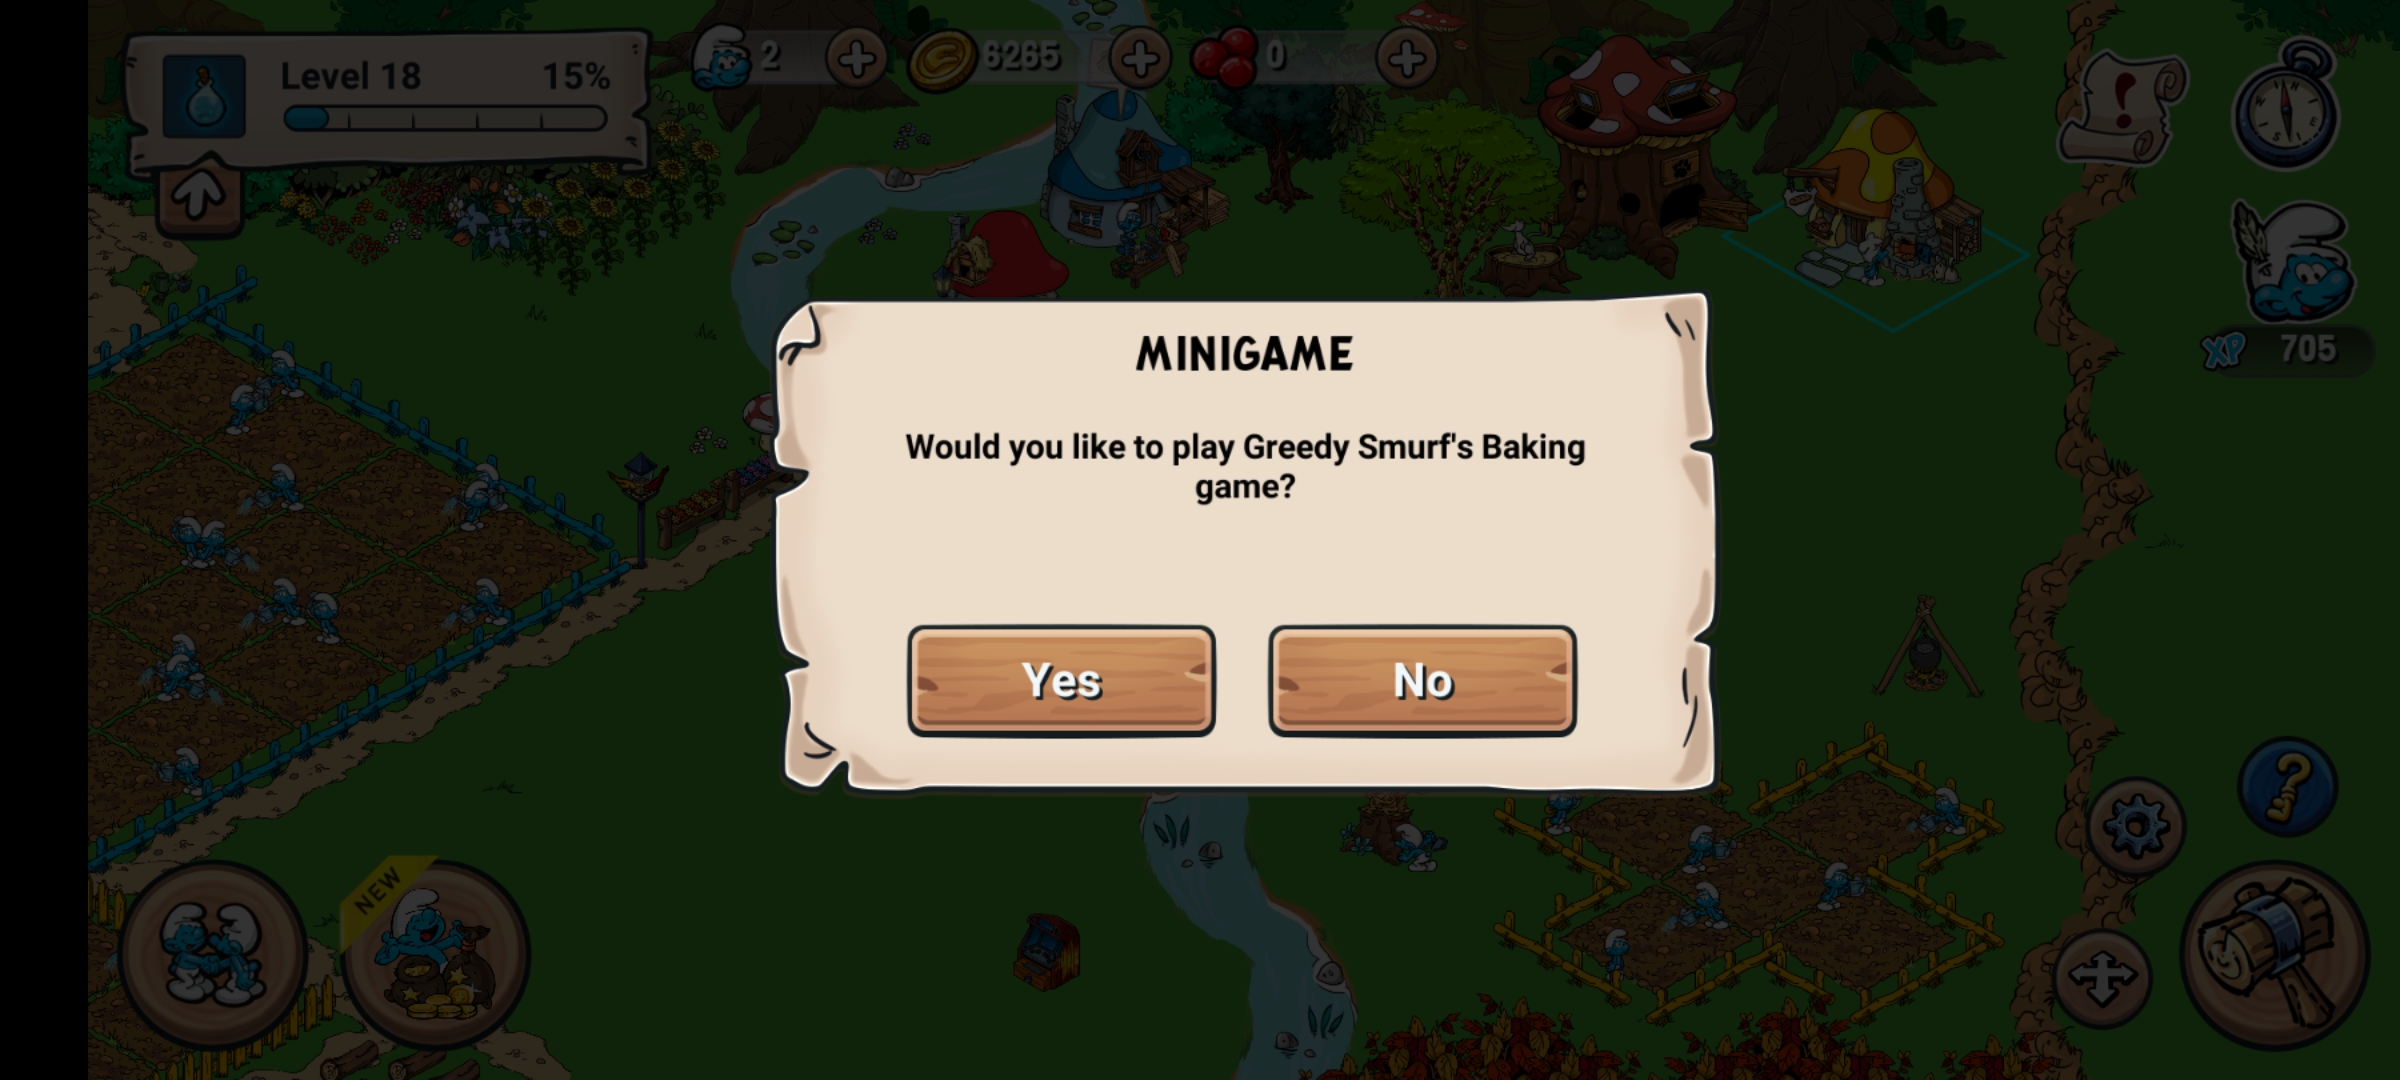 Level 18 15%
2
6265
0
XP 705
MINIGAME
Would you like to play Greedy Smurf's Baking
game?
Yes
No
NEW